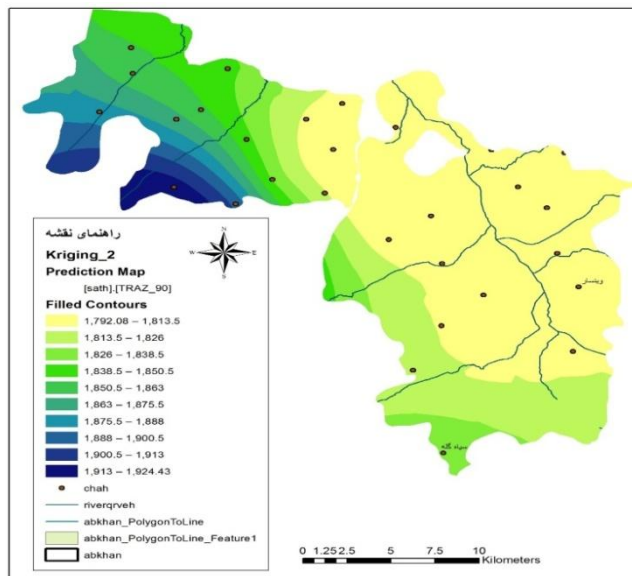 راهنمای نقشه
Kriging_2
Prediction Map
[sath].[TRAZ_90]
Filled Contours
1,792.08 – 1,813.5
1,813.5 – 1,826
1,826 – 1,838.5
1,838.5 – 1,850.5
1,850.5 – 1,863
1,863 – 1,875.5
1,875.5 – 1,888
1,888 – 1,900.5
1,900.5 – 1,913
1,913 – 1,924.43
chah
riverqrveh
abkhan_PolygonToLine
abkhan_PolygonToLine_Feature1
abkhan
N
W E
S
ویتسار
سیاه گله
0 1.25 2.5 5 7.5 10
Kilometers